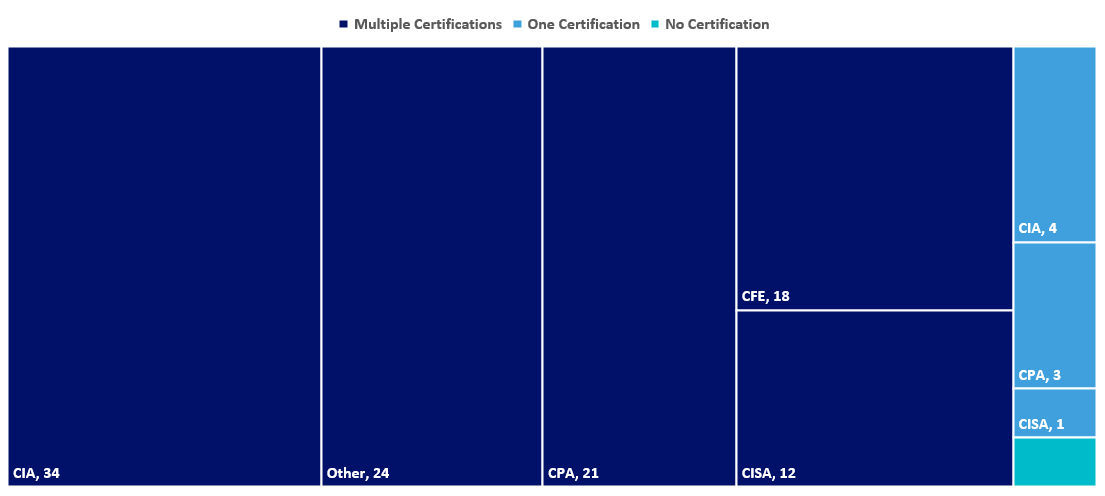 Multiple Certifications One Certification No Certification
CIA, 34
Other, 24
CPA, 21
CFE, 18
CISA, 12
CIA, 4
CPA, 3
CISA, 1